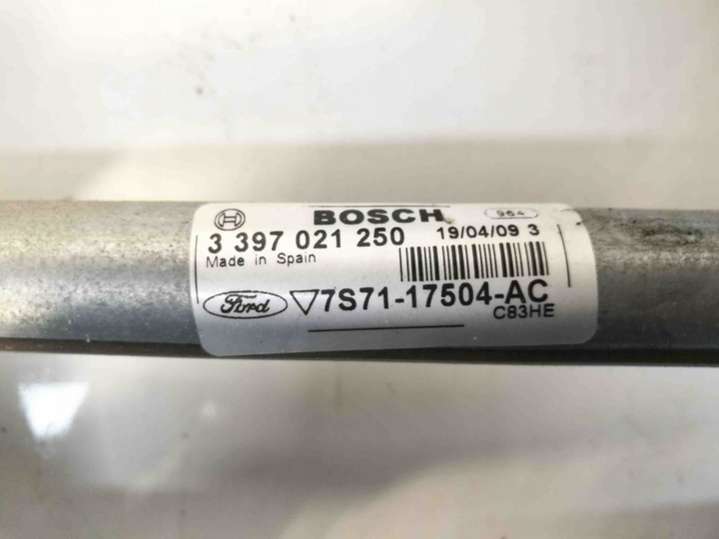 BOSCH 964
3 397 021 250 19/04/09 3
Made in Spain
Ford ▽7S71-17504-AC
C83HE